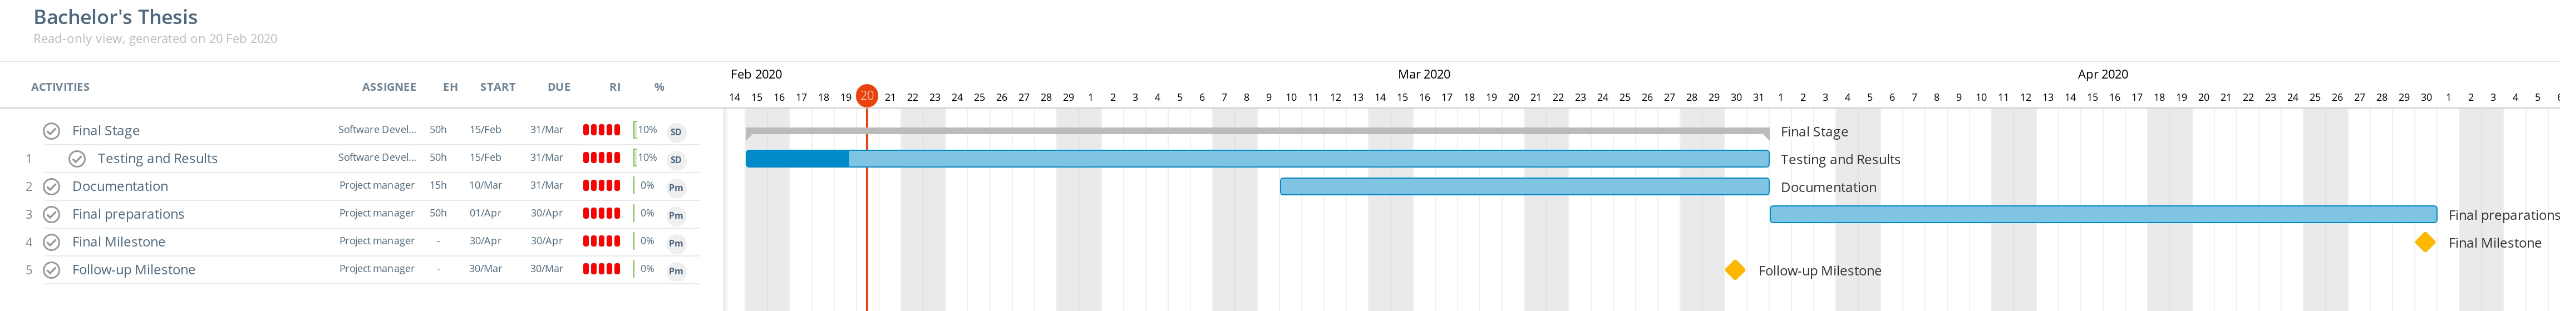 Bachelor's Thesis
Read-only view, generated on 20 Feb 2020
Feb 2020 Mar 2020 Apr 2020
ACTIVITIES ASSIGNEE EH START DUE RI %
14 15 16 17 18 19 20 21 22 23 24 25 26 27 28 29 1 2 3 4 5 6 7 8 9 10 11 12 13 14 15 16 17 18 19 20 21 22 23 24 25 26 27 28 29 30 31 1 2 3 4 5 6 7 8 9 10 11 12 13 14 15 16 17 18 19 20 21 22 23 24 25 26 27 28 29 30 1 2 3 4 5
Final Stage Software Devel... 50h 15/Feb 31/Mar 10% SD Final Stage
1 Testing and Results Software Devel... 50h 15/Feb 31/Mar 10% SD Testing and Results
2 Documentation Project manager 15h 10/Mar 31/Mar 0% Pm Documentation
3 Final preparations Project manager 50h 01/Apr 30/Apr 0% Pm Final preparations
4 Final Milestone Project manager - 30/Apr 30/Apr 0% Pm Final Milestone
5 Follow-up Milestone Project manager - 30/Mar 30/Mar 0% Pm Follow-up Milestone